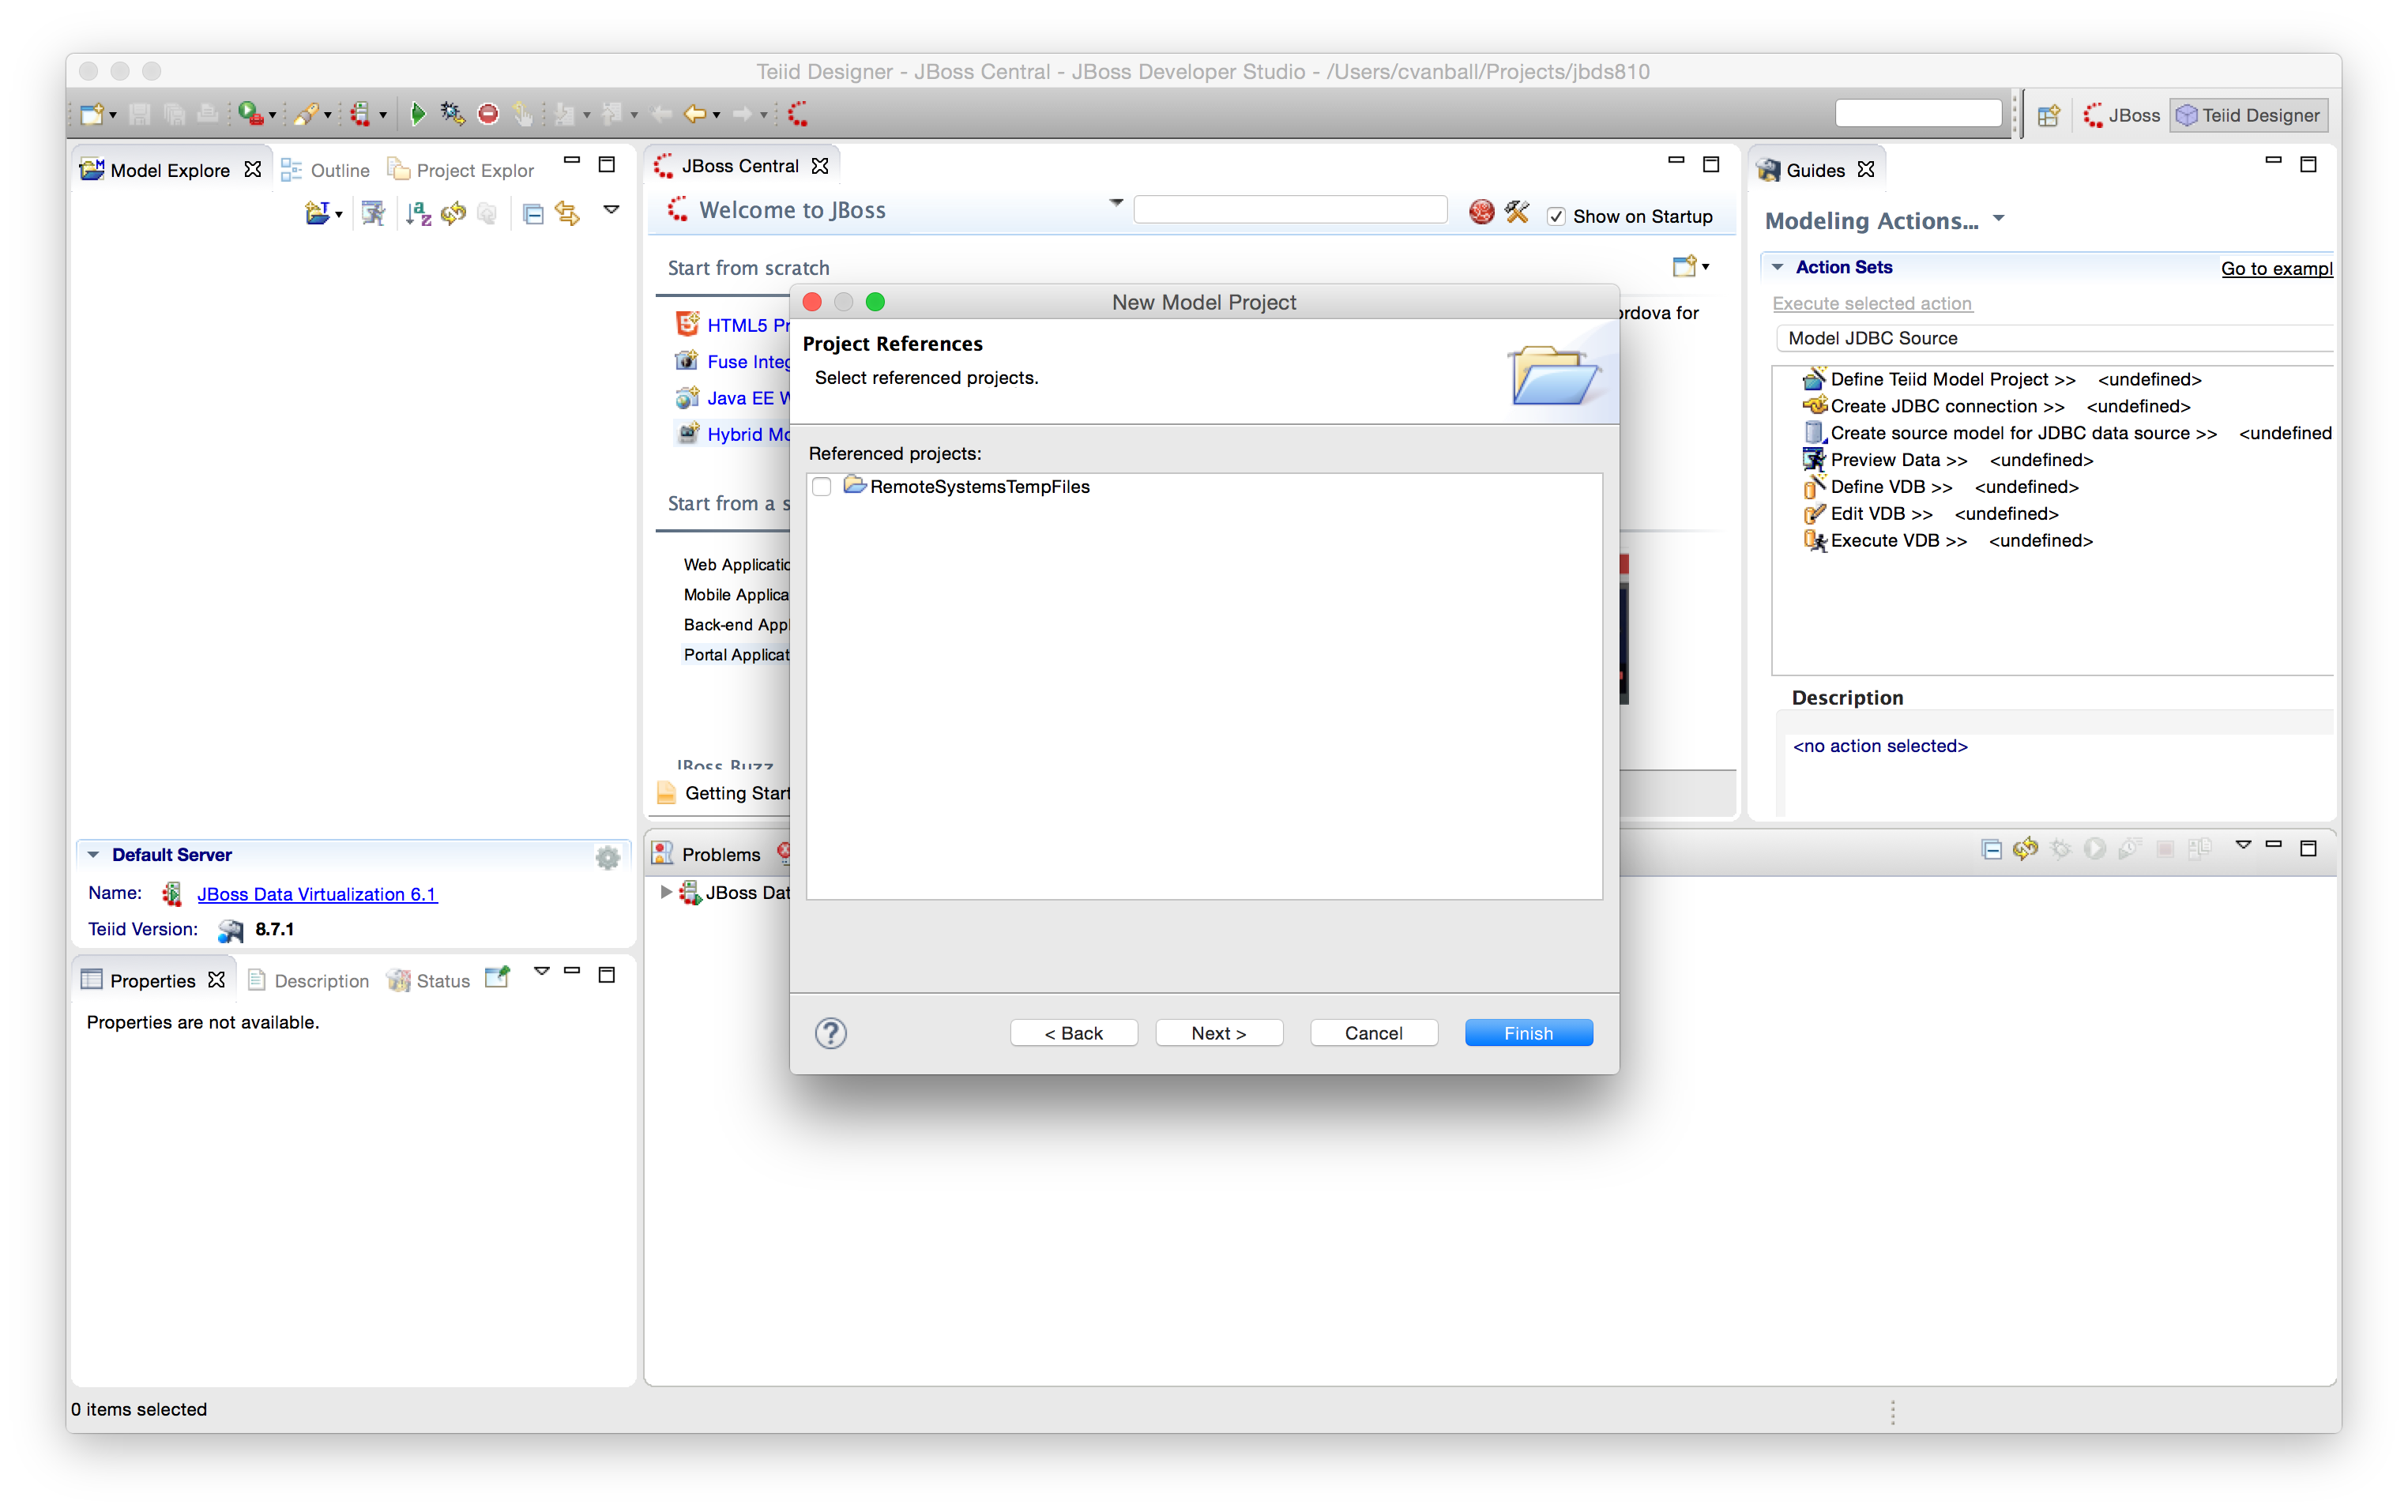 Teiid Designer - JBoss Central - JBoss Developer Studio - /Users/cvanball/Projects/jbds810
JBoss
Teiid Designer
Model Explore
Outline
Project Explor
Default Server
Name: JBoss Data Virtualization 6.1
Teiid Version: 8.7.1
Properties
Description
Status
Properties are not available.
0 items selected
JBoss Central
Welcome to JBoss
Show on Startup
Start from scratch
HTML5 Pr
Fuse Integ
Java EE W
Hybrid Mo
ordova for
Start from a s
Web Applicatio
Mobile Applica
Back-end Appl
Portal Applicat
JBoss Buzz
Getting Start
Problems
JBoss Dat
New Model Project
Project References
Select referenced projects.
Referenced projects:
RemoteSystemsTempFiles
?
< Back
Next >
Cancel
Finish
Guides
Modeling Actions...
Action Sets
Go to exampl
Execute selected action
Model JDBC Source
Define Teiid Model Project >> <undefined>
Create JDBC connection >> <undefined>
Create source model for JDBC data source >> <undefined
Preview Data >> <undefined>
Define VDB >> <undefined>
Edit VDB >> <undefined>
Execute VDB >> <undefined>
Description
<no action selected>